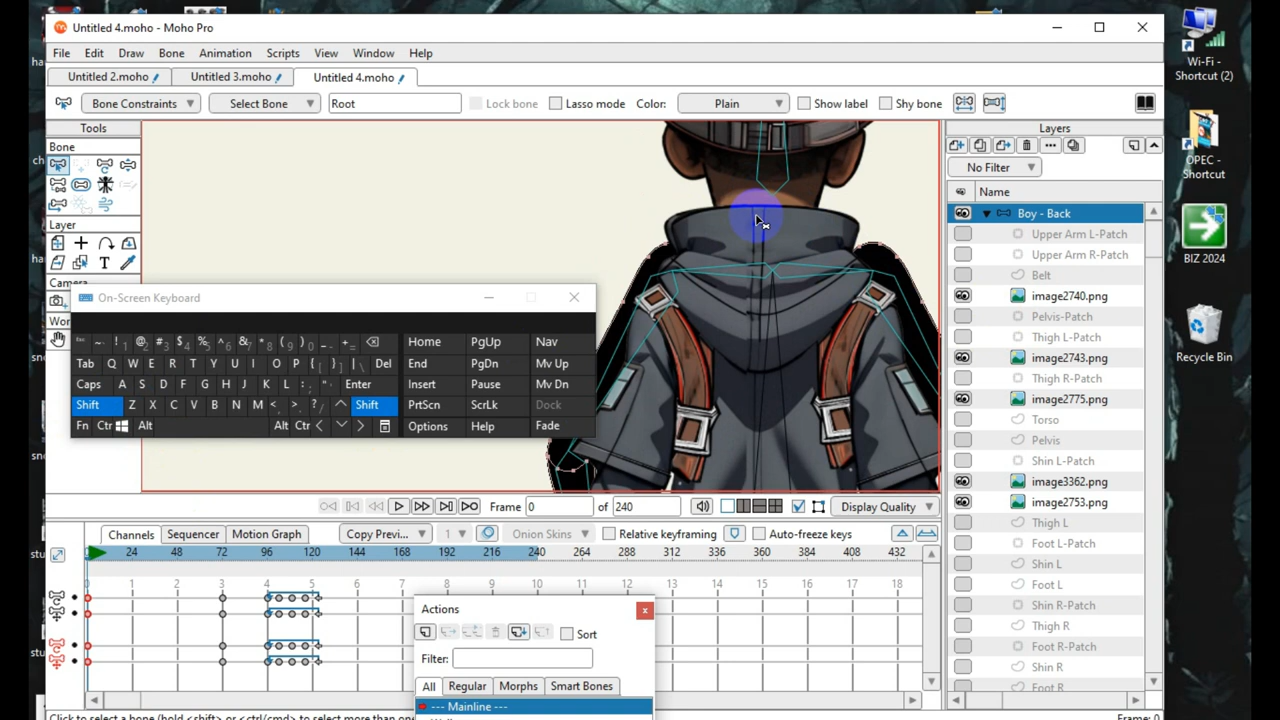 Untitled 4.moho - Moho Pro
File Edit Draw Bone Animation Scripts View Window Help
Untitled 2.moho Untitled 3.moho Untitled 4.moho
Bone Constraints Select Bone Root Lock bone Lasso mode Color: Plain Show label Shy bone
Tools
Bone
Layer
Layers
No Filter
Name
Boy - Back
Upper Arm L-Patch
Upper Arm R-Patch
Belt
image2740.png
Pelvis-Patch
Thigh L-Patch
image2743.png
Thigh R-Patch
image2775.png
Torso
Pelvis
Shin L-Patch
image3362.png
image2753.png
Thigh L
Foot L-Patch
Shin L
Foot L
Shin R-Patch
Thigh R
Foot R-Patch
Shin R
Foot R
On-Screen Keyboard
Home PgUp Nav
Tab Q W E R T Y U I O P { [ } ] | \ Del End PgDn Mv Up
Caps A S D F G H J K L : ; " ' Enter Insert Pause Mv Dn
Shift Z X C V B N M < , > . ? / Shift PrtScn ScrLk Dock
Fn Ctr Alt Alt Ctr Options Help Fade
Frame 0 of 240 Display Quality
Channels Sequencer Motion Graph Copy Previ... 1 Onion Skins Relative keyframing Auto-freeze keys
24 48 72 96 120 144 168 192 216 240 264 288 312 336 360 384 408 432
0 1 2 3 4 5 6 7 8 9 10 11 12 13 14 15 16 17 18
Actions
Sort
Filter:
All Regular Morphs Smart Bones
--- Mainline ---
Frame: 0
Wi-Fi -
Shortcut (2)
OPEC -
Shortcut
BIZ 2024
Recycle Bin